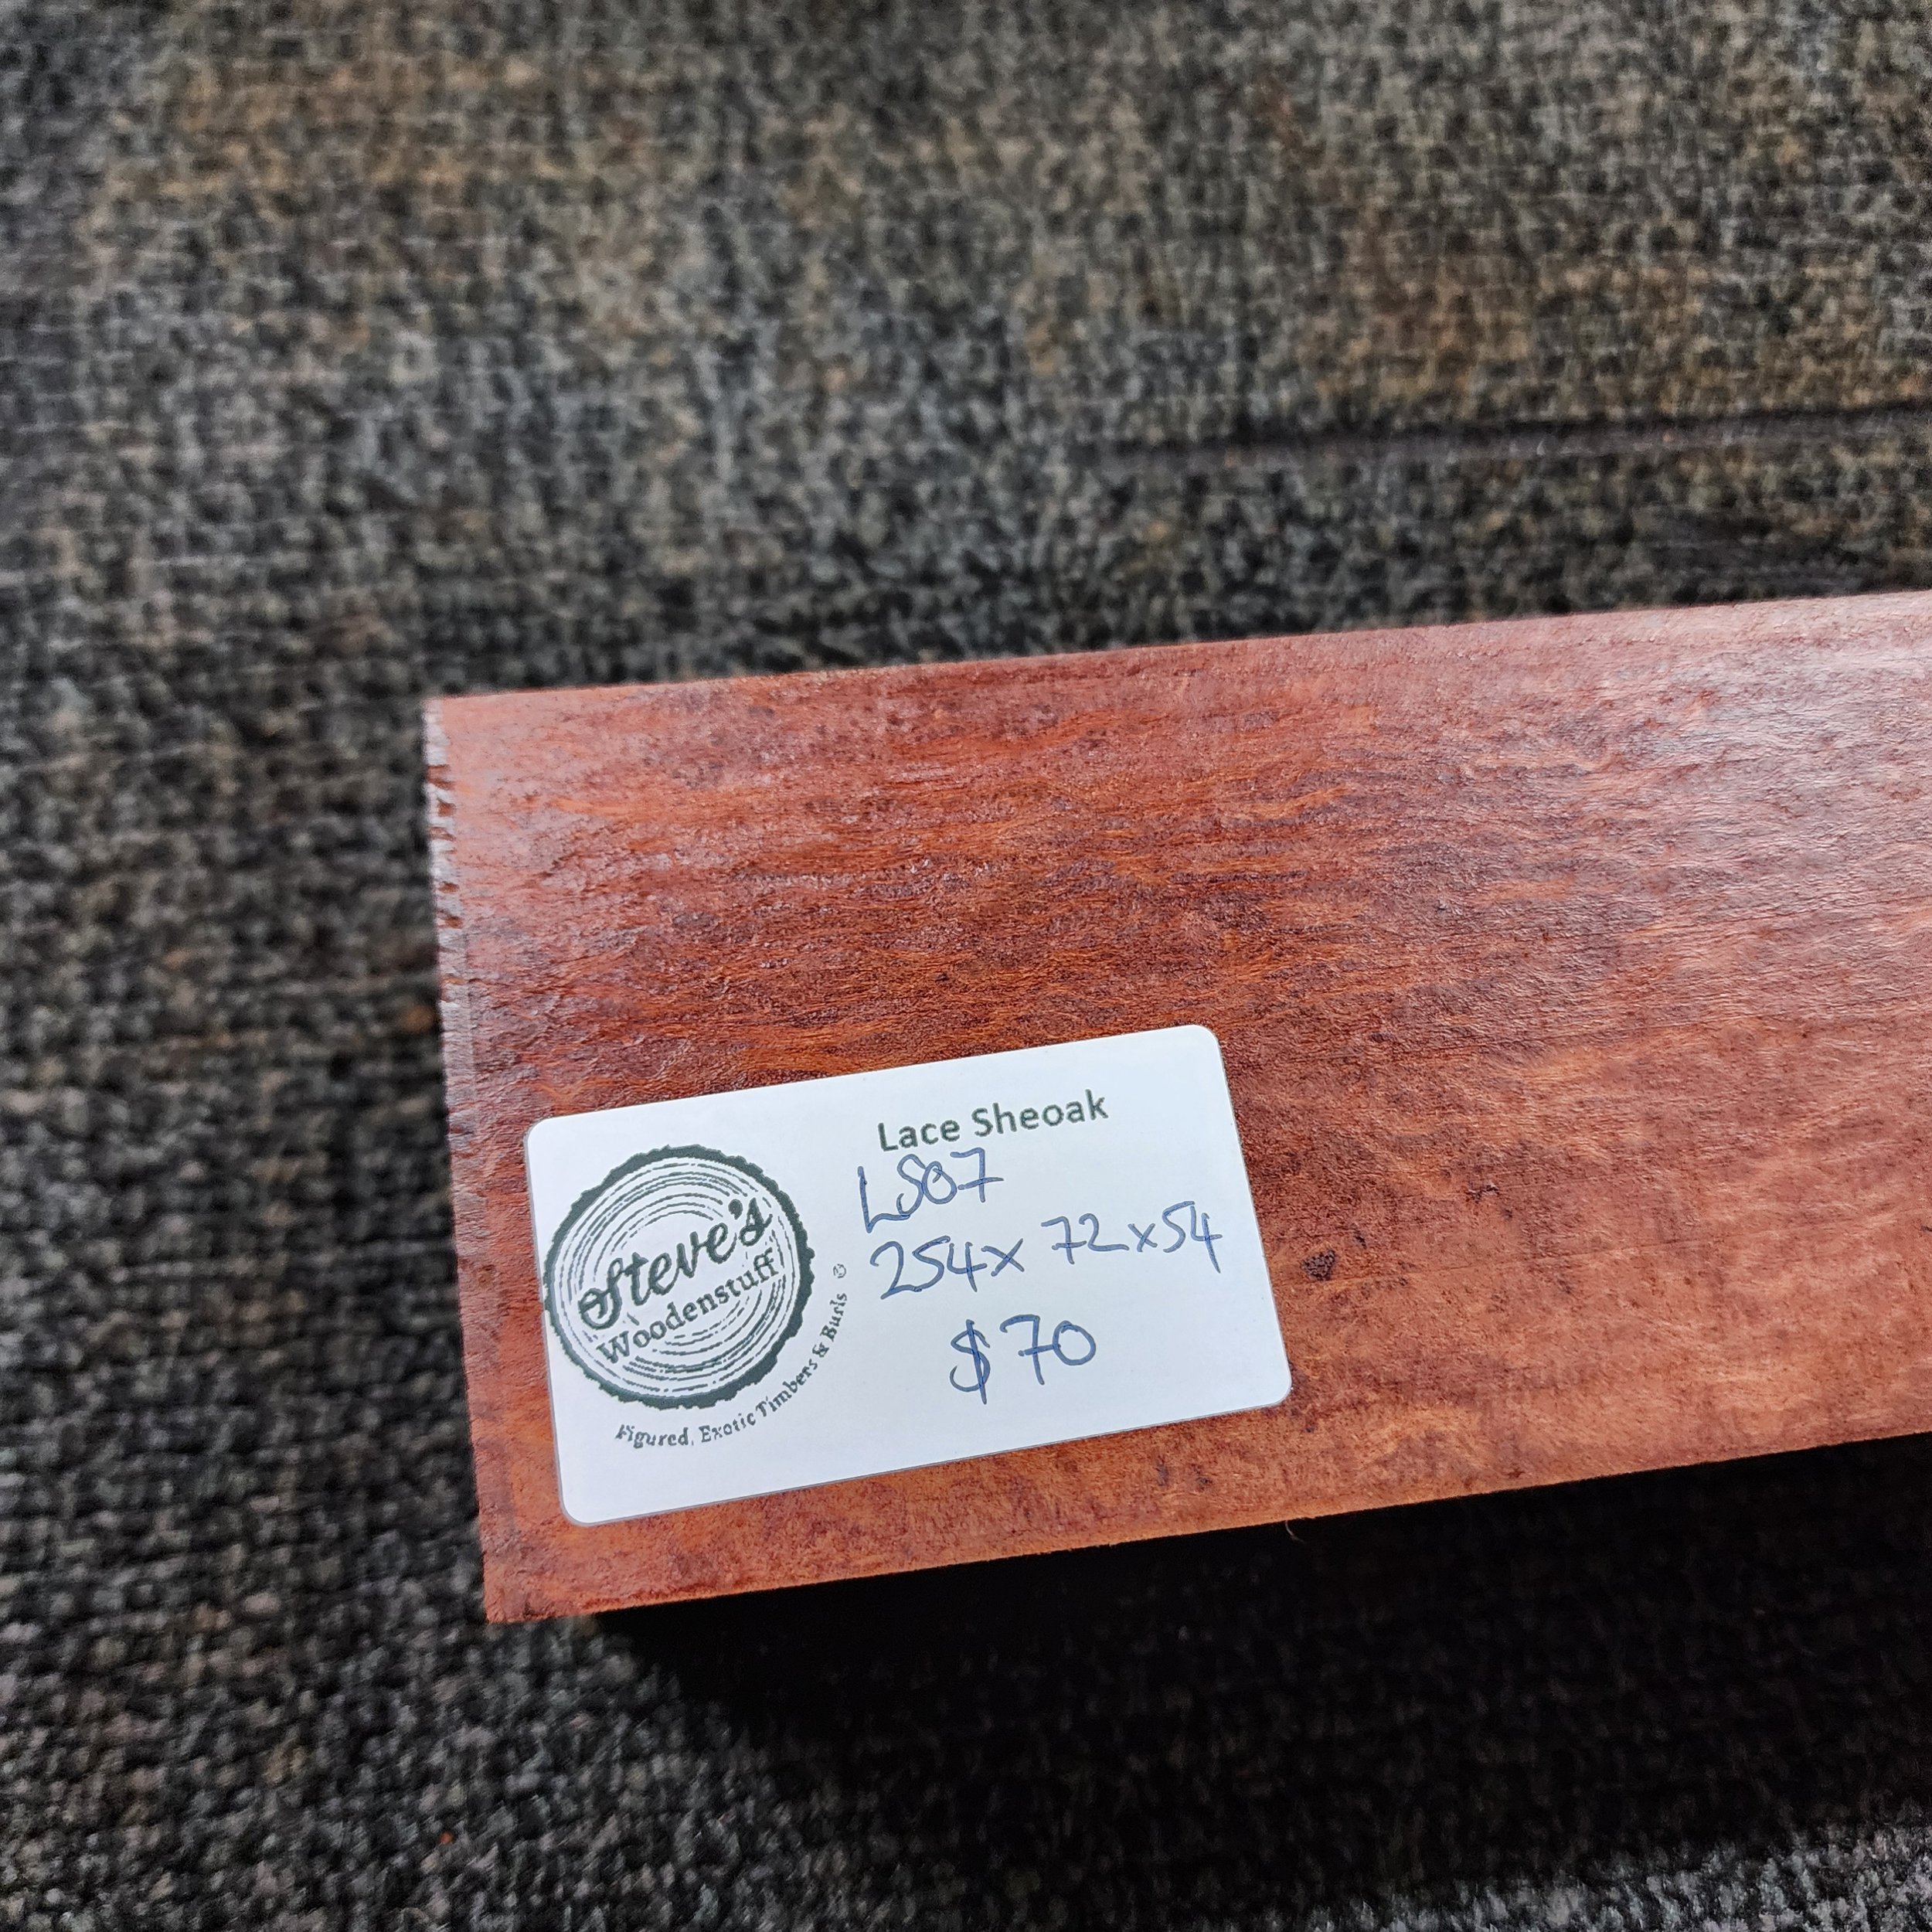 Steve's
Woodenstuff
Figured, Exotic Timbers & Burls
Lace Sheoak
LS07
254x 72x54
$70